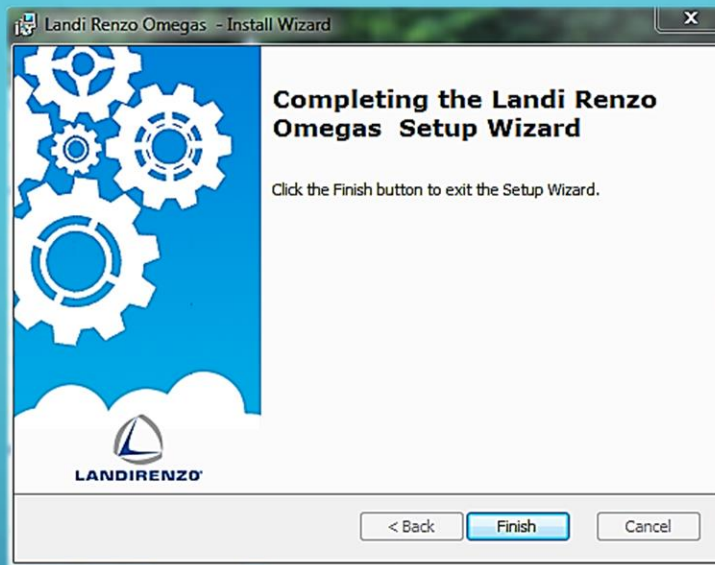 Landi Renzo Omegas - Install Wizard
Completing the Landi Renzo
Omegas Setup Wizard
Click the Finish button to exit the Setup Wizard.
LANDIRENZO
< Back
Finish
Cancel